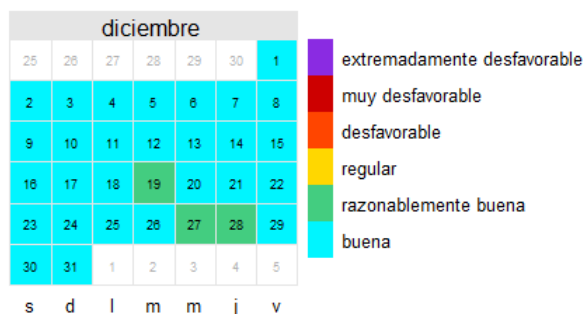 diciembre
25 26 27 28 29 30 1
2 3 4 5 6 7 8
9 10 11 12 13 14 15
16 17 18 19 20 21 22
23 24 25 26 27 28 29
30 31 1 2 3 4 5
s d l m m j v
extremadamente desfavorable
muy desfavorable
desfavorable
regular
razonablemente buena
buena